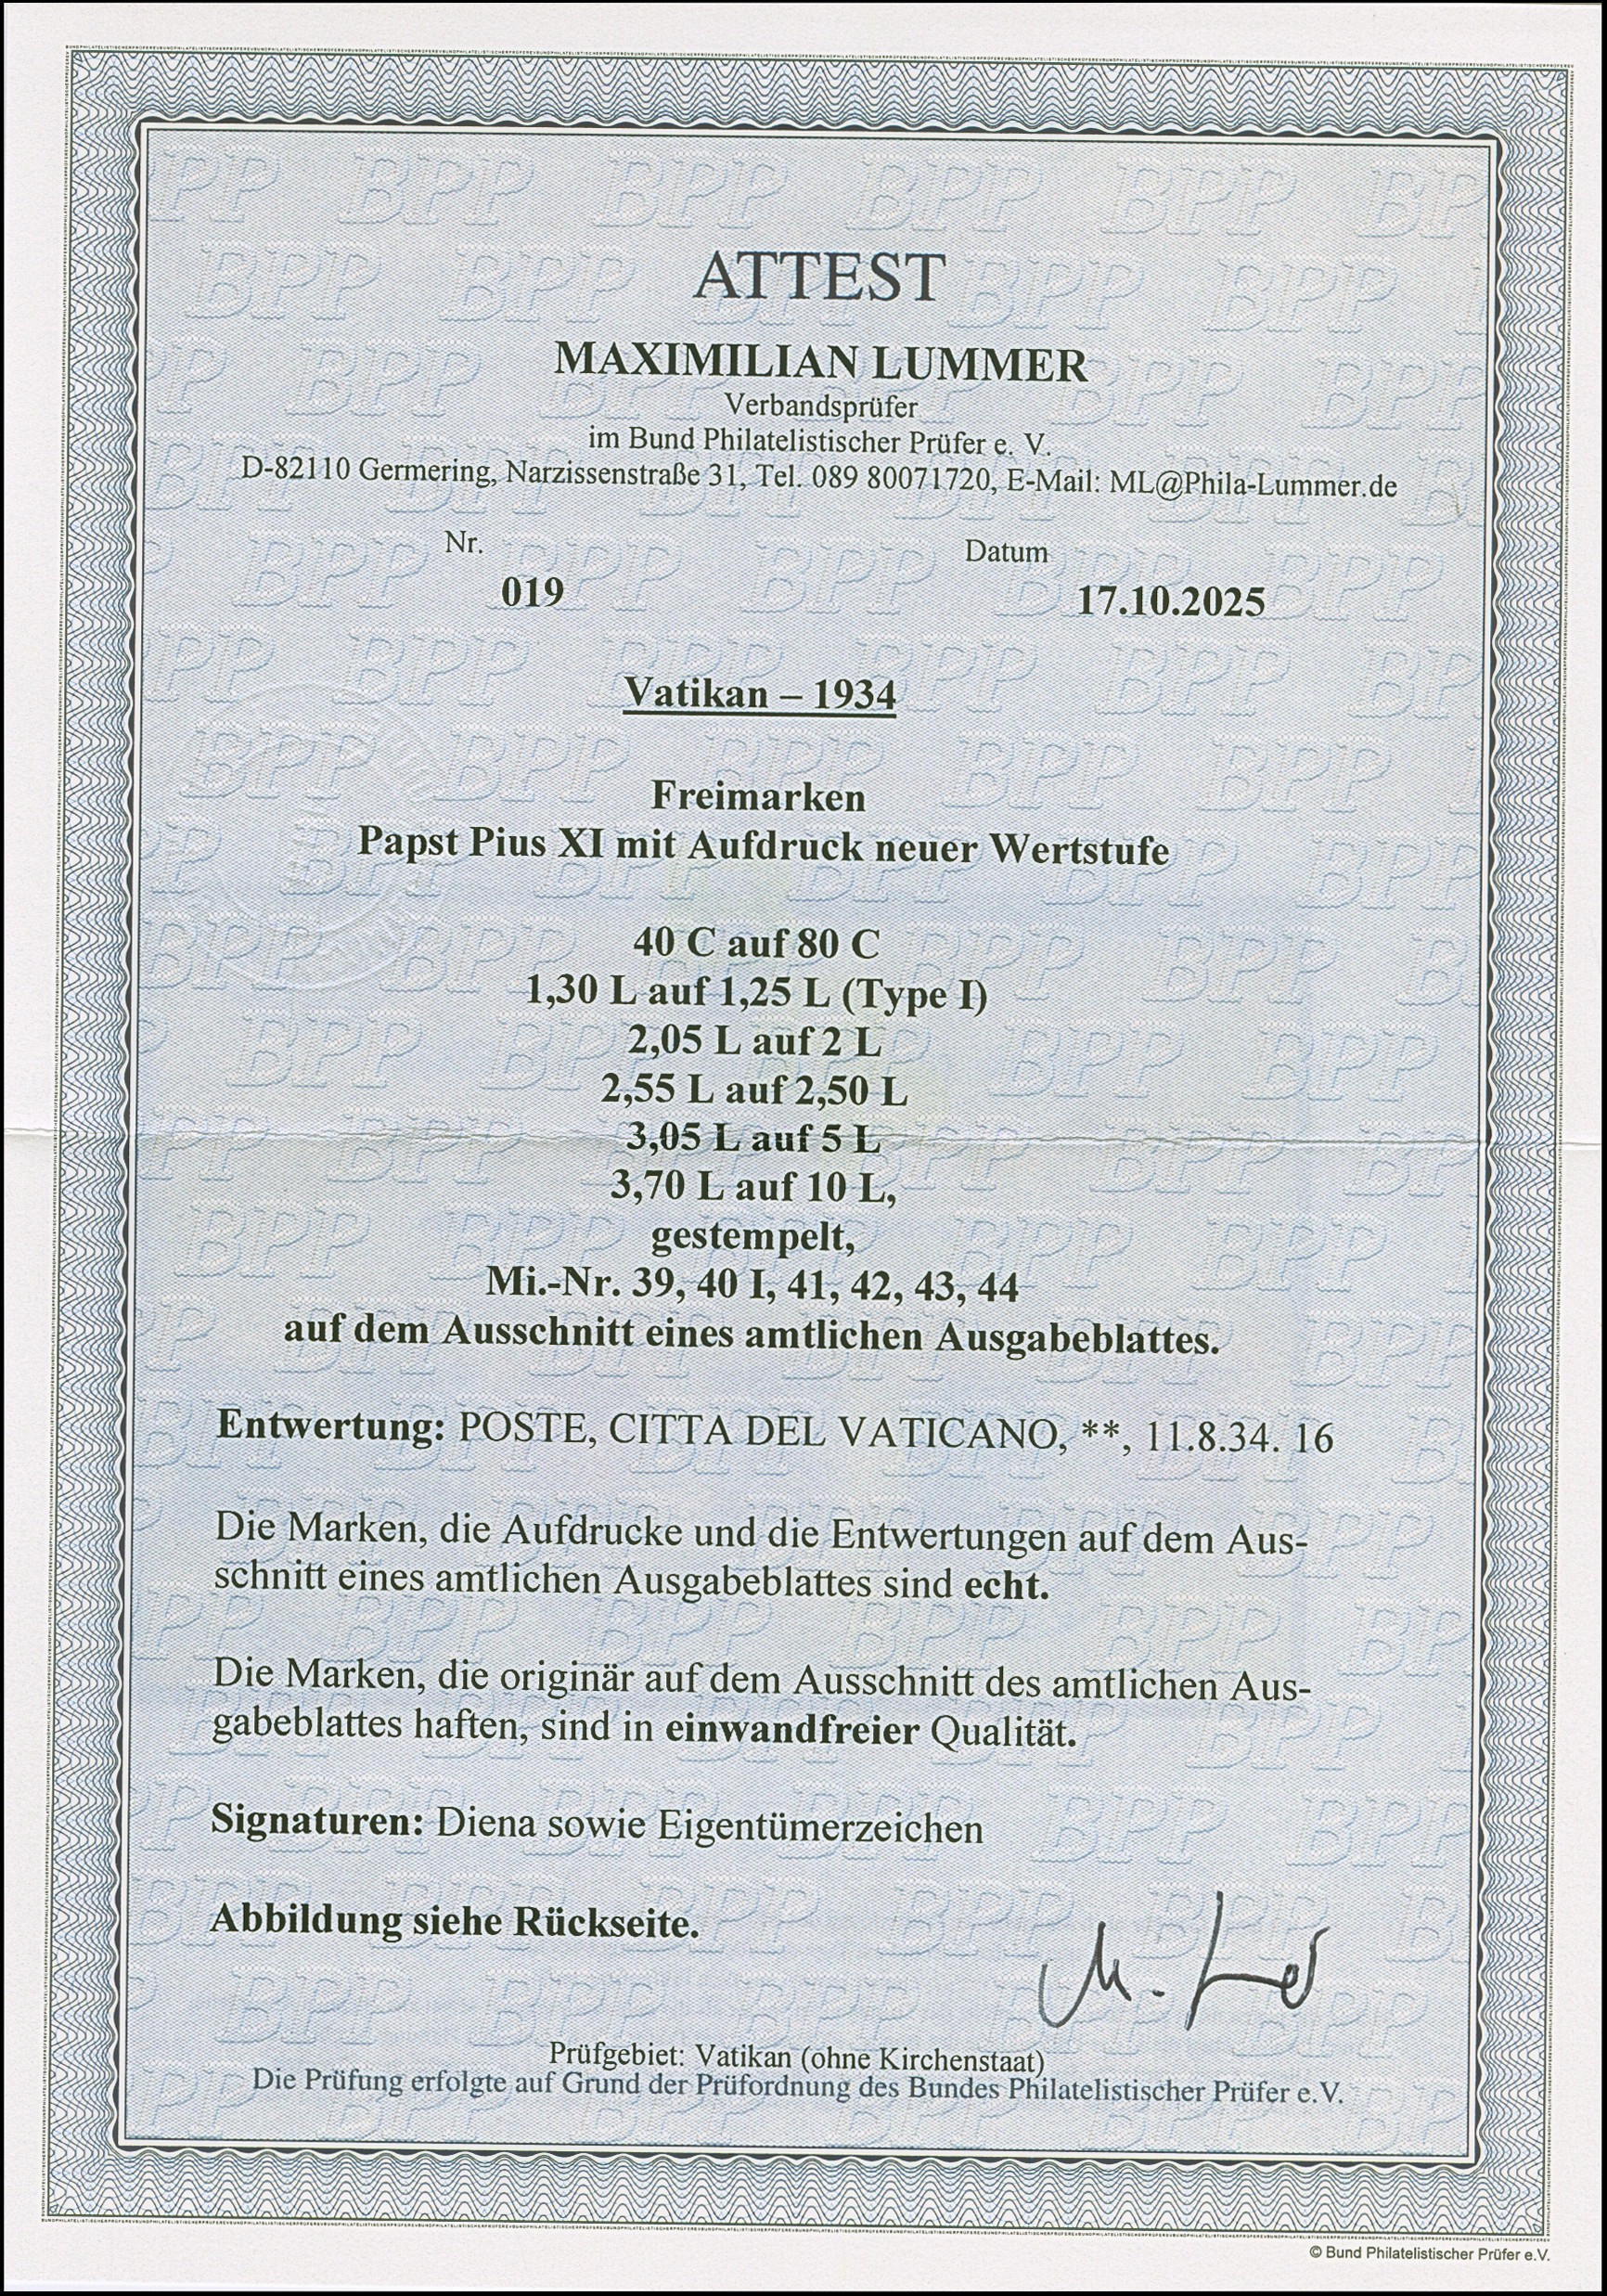 ATTEST
MAXIMILIAN LUMMER
Verbandsprüfer
im Bund Philatelistischer Prüfer e. V.
D-82110 Germering, Narzissenstraße 31, Tel. 089 80071720, E-Mail: ML@Phila-Lummer.de
Nr. Datum
019 17.10.2025
Vatikan – 1934
Freimarken
Papst Pius XI mit Aufdruck neuer Wertstufe
40 C auf 80 C
1,30 L auf 1,25 L (Type I)
2,05 L auf 2 L
2,55 L auf 2,50 L
3,05 L auf 5 L
3,70 L auf 10 L,
gestempelt,
Mi.-Nr. 39, 40 I, 41, 42, 43, 44
auf dem Ausschnitt eines amtlichen Ausgabeblattes.
Entwertung: POSTE, CITTA DEL VATICANO, **, 11.8.34. 16
Die Marken, die Aufdrucke und die Entwertungen auf dem Aus-
schnitt eines amtlichen Ausgabeblattes sind echt.
Die Marken, die originär auf dem Ausschnitt des amtlichen Aus-
gabeblattes haften, sind in einwandfreier Qualität.
Signaturen: Diena sowie Eigentümerzeichen
Abbildung siehe Rückseite.
Prüfgebiet: Vatikan (ohne Kirchenstaat)
Die Prüfung erfolgte auf Grund der Prüfordnung des Bundes Philatelistischer Prüfer e.V.
© Bund Philatelistischer Prüfer e.V.